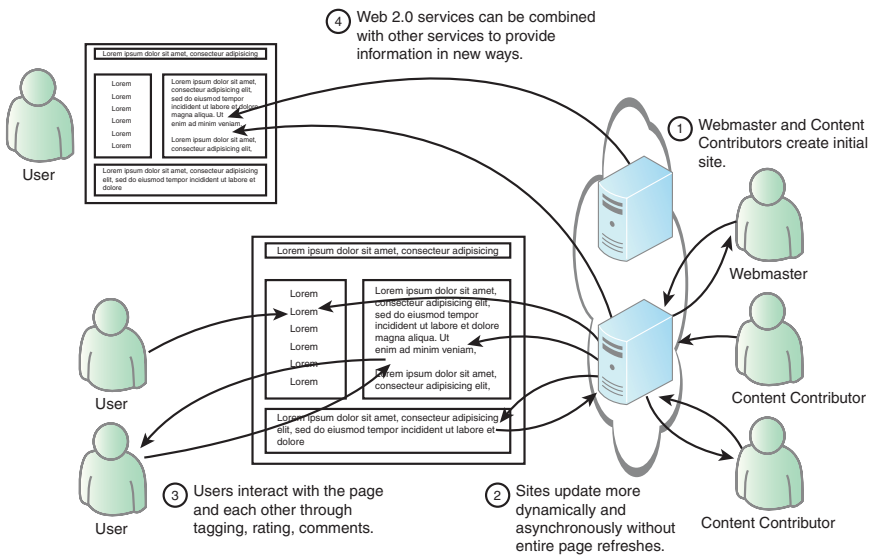 4 Web 2.0 services can be combined
with other services to provide
information in new ways.
Lorem ipsum dolor sit amet, consecteur adipisicing
Lorem
Lorem
Lorem
Lorem
Lorem
Lorem
Lorem ipsum dolor sit amet,
consecteur adipisicing elit,
sed do eiusmod tempor
incididunt ut labore et dolore
magna aliqua. Ut
enim ad minim veniam,
Lorem ipsum dolor sit amet,
consecteur adipisicing elit,
Lorem ipsum dolor sit amet, consecteur adipisicing
elit, sed do eiusmod tempor incididunt ut labore et
dolore
User
1 Webmaster and Content
Contributors create initial
site.
Webmaster
Lorem ipsum dolor sit amet, consecteur adipisicing
Lorem
Lorem
Lorem
Lorem
Lorem
Lorem
Lorem ipsum dolor sit amet,
consecteur adipisicing elit,
sed do eiusmod tempor
incididunt ut labore et dolore
magna aliqua. Ut
enim ad minim veniam,
Lorem ipsum dolor sit amet,
consecteur adipisicing elit,
Lorem ipsum dolor sit amet, consecteur adipisicing
elit, sed do eiusmod tempor incididunt ut labore et
dolore
User
Content Contributor
User
3 Users interact with the page
and each other through
tagging, rating, comments.
2 Sites update more
dynamically and
asynchronously without
entire page refreshes.
Content Contributor